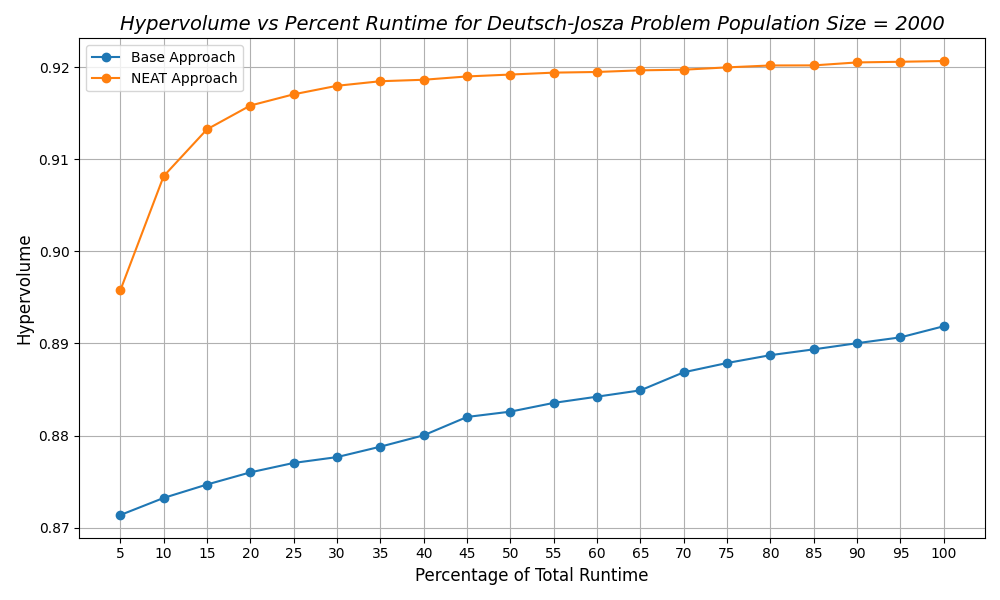 Hypervolume vs Percent Runtime for Deutsch-Josza Problem Population Size = 2000
Base Approach
NEAT Approach
Hypervolume
0.92
0.91
0.90
0.89
0.88
0.87
5 10 15 20 25 30 35 40 45 50 55 60 65 70 75 80 85 90 95 100
Percentage of Total Runtime